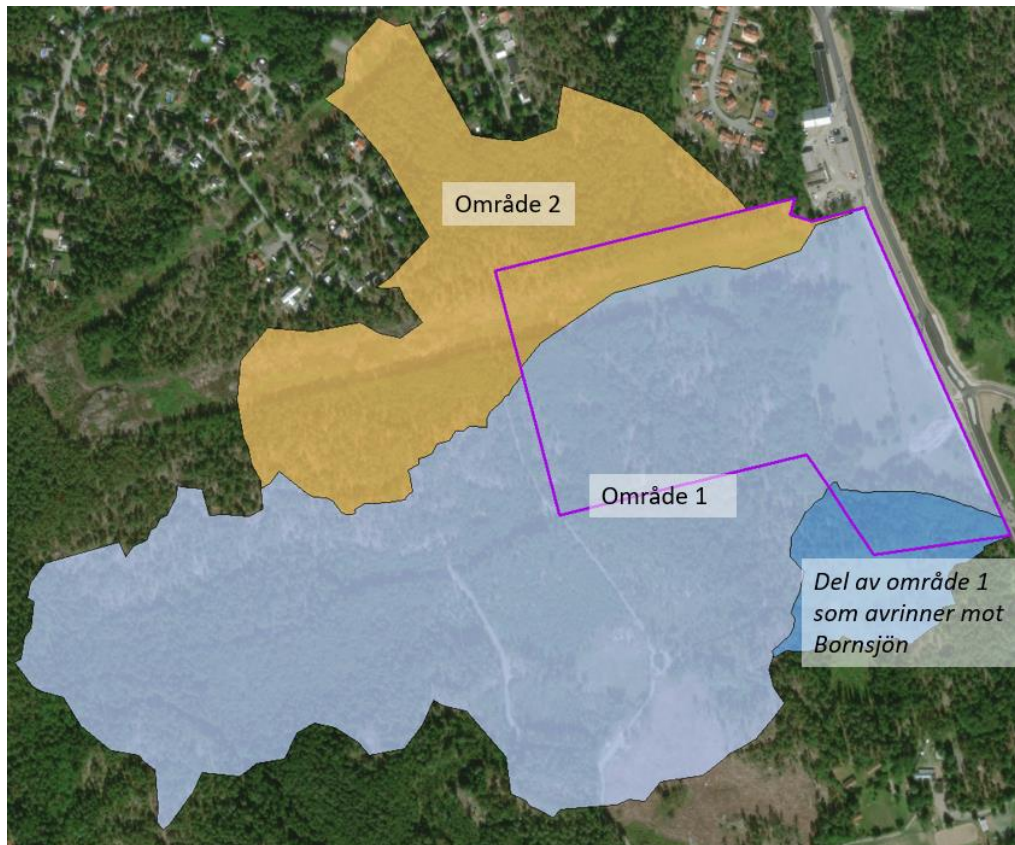 Område 2
Område 1
Del av område 1
som avrinner mot
Bornsjön